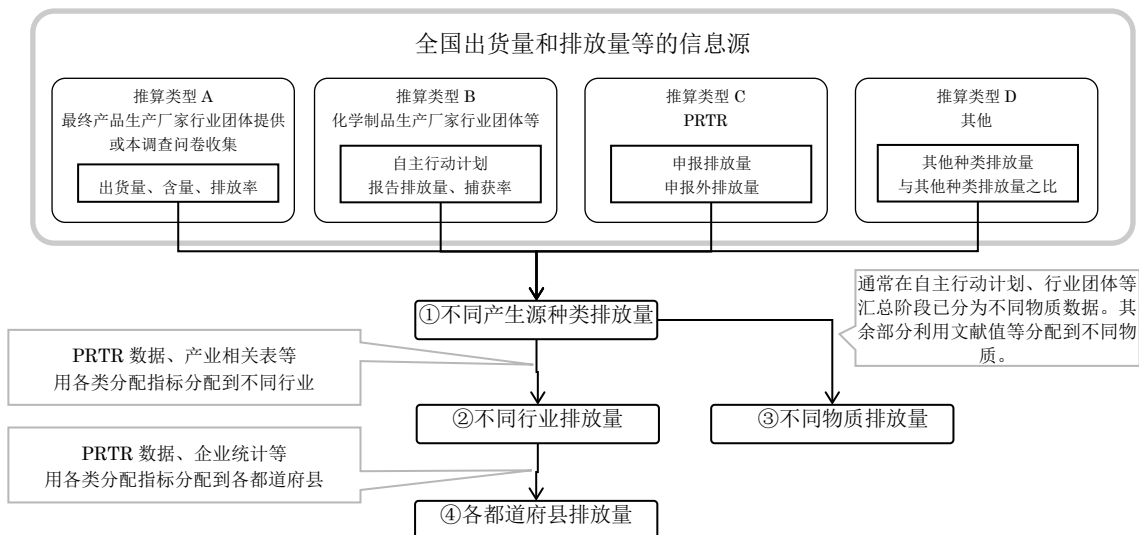 全国出货量和排放量等的信息源
推算类型 A
最终产品生产厂家行业团体提供
或本调查问卷收集
出货量、含量、排放率
推算类型 B
化学制品生产厂家行业团体等
自主行动计划
报告排放量、捕获率
推算类型 C
PRTR
申报排放量
申报外排放量
推算类型 D
其他
其他种类排放量
与其他种类排放量之比
①不同产生源种类排放量
通常在自主行动计划、行业团体等
汇总阶段已分为不同物质数据。其
余部分利用文献值等分配到不同物
质。
PRTR 数据、产业相关表等
用各类分配指标分配到不同行业
②不同行业排放量
③不同物质排放量
PRTR 数据、企业统计等
用各类分配指标分配到各都道府县
④各都道府县排放量